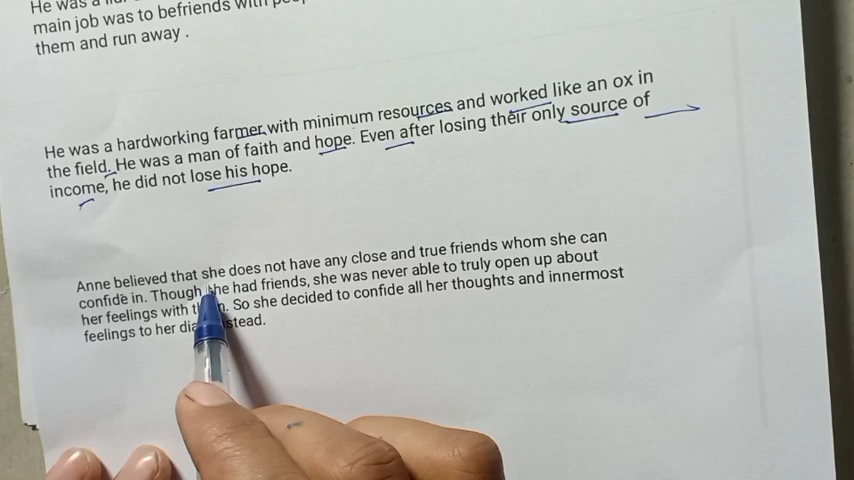 He was a
main job was to befriends with
them and run away .
He was a hardworking farmer with minimum resources and worked like an ox in
the field. He was a man of faith and hope. Even after losing their only source of
income, he did not lose his hope.
Anne believed that she does not have any close and true friends whom she can
confide in. Though she had friends, she was never able to truly open up about
her feelings with So she decided to confide all her thoughts and innermost
feelings to her